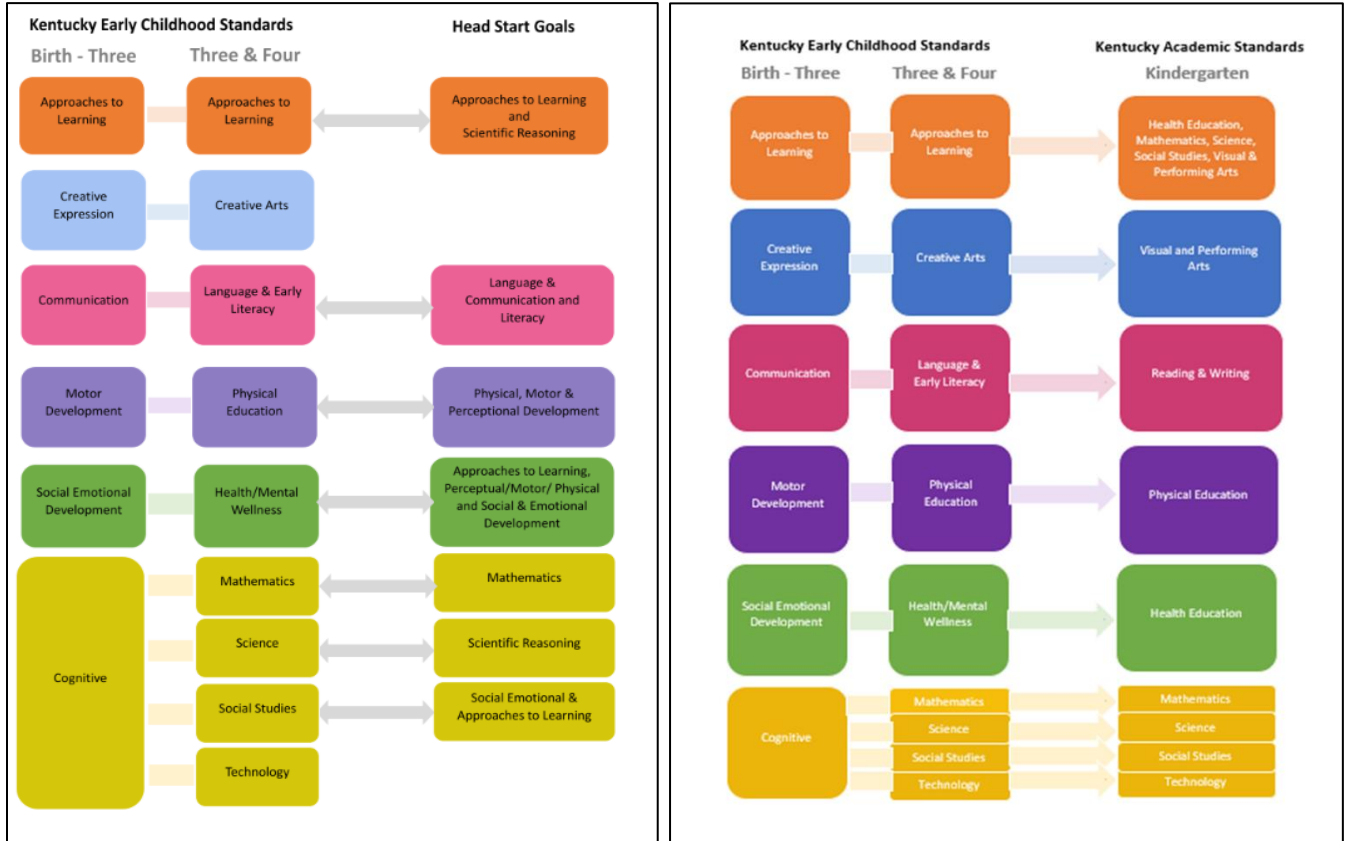 Kentucky Early Childhood Standards
Head Start Goals
Birth - Three
Three & Four
Approaches to
Learning
Approaches to
Learning
Approaches to Learning
and
Scientific Reasoning
Creative
Expression
Creative Arts
Communication
Language & Early
Literacy
Language &
Communication and
Literacy
Motor
Development
Physical
Education
Physical, Motor &
Perceptional Development
Social Emotional
Development
Health/Mental
Wellness
Approaches to Learning,
Perceptual/Motor/ Physical
and Social & Emotional
Development
Cognitive
Mathematics
Mathematics
Science
Scientific Reasoning
Social Studies
Social Emotional &
Approaches to Learning
Technology
Kentucky Early Childhood Standards
Kentucky Academic Standards
Birth - Three
Three & Four
Kindergarten
Approaches to
Learning
Approaches to
Learning
Health Education,
Mathematics, Science,
Social Studies, Visual &
Performing Arts
Creative
Expression
Creative Arts
Visual and Performing
Arts
Communication
Language &
Early Literacy
Reading & Writing
Motor
Development
Physical
Education
Physical Education
Social Emotional
Development
Health/Mental
Wellness
Health Education
Cognitive
Mathematics
Mathematics
Science
Science
Social Studies
Social Studies
Technology
Technology